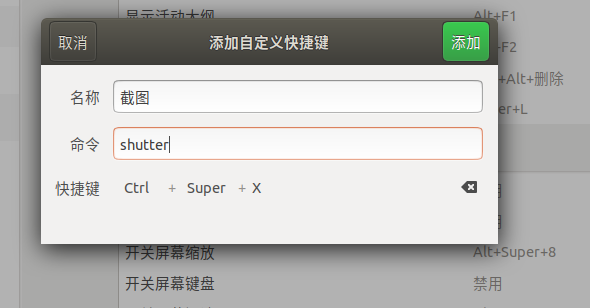 显示活动大纲 Alt+F1
取消 添加自定义快捷键 添加
+F2
名称 截图
+Alt+删除
命令 shutter
er+L
快捷键 Ctrl + Super + X
用
用
开关屏幕缩放 Alt+Super+8
开关屏幕键盘 禁用